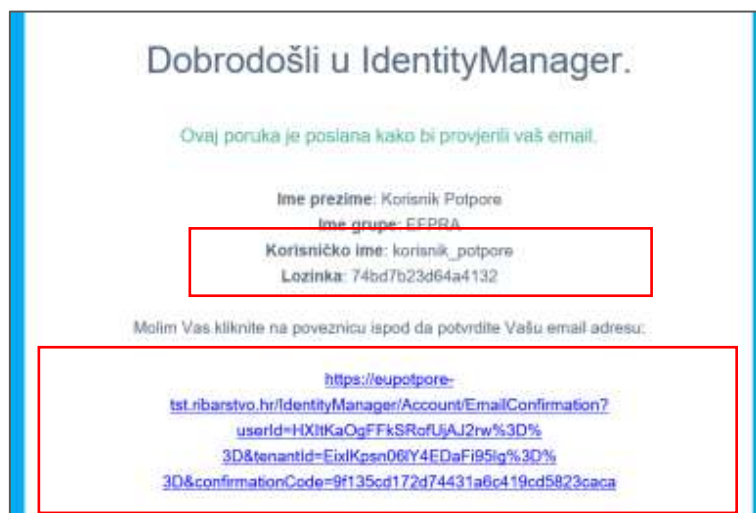 Dobrodošli u IdentityManager.
Ovaj poruka je poslana kako bi provjerili vaš email.
Ime prezime: Korisnik Potpore
Ime grupe: EFPRA
Korisničko ime: korisnik_potpore
Lozinka: 74bd7b23d64a4132
Molim Vas kliknite na poveznicu ispod da potvrdite Vašu email adresu:
https://eupotpore-
tst.ribarstvo.hr/IdentityManager/Account/EmailConfirmation?
userId=HXItKaOgFFkSRofUjAJ2rw%3D%
3D&tenantId=EixlKpsn06lY4EDaFi95Ig%3D%
3D&confirmationCode=9f135cd172d74431a6c419cd5823caca